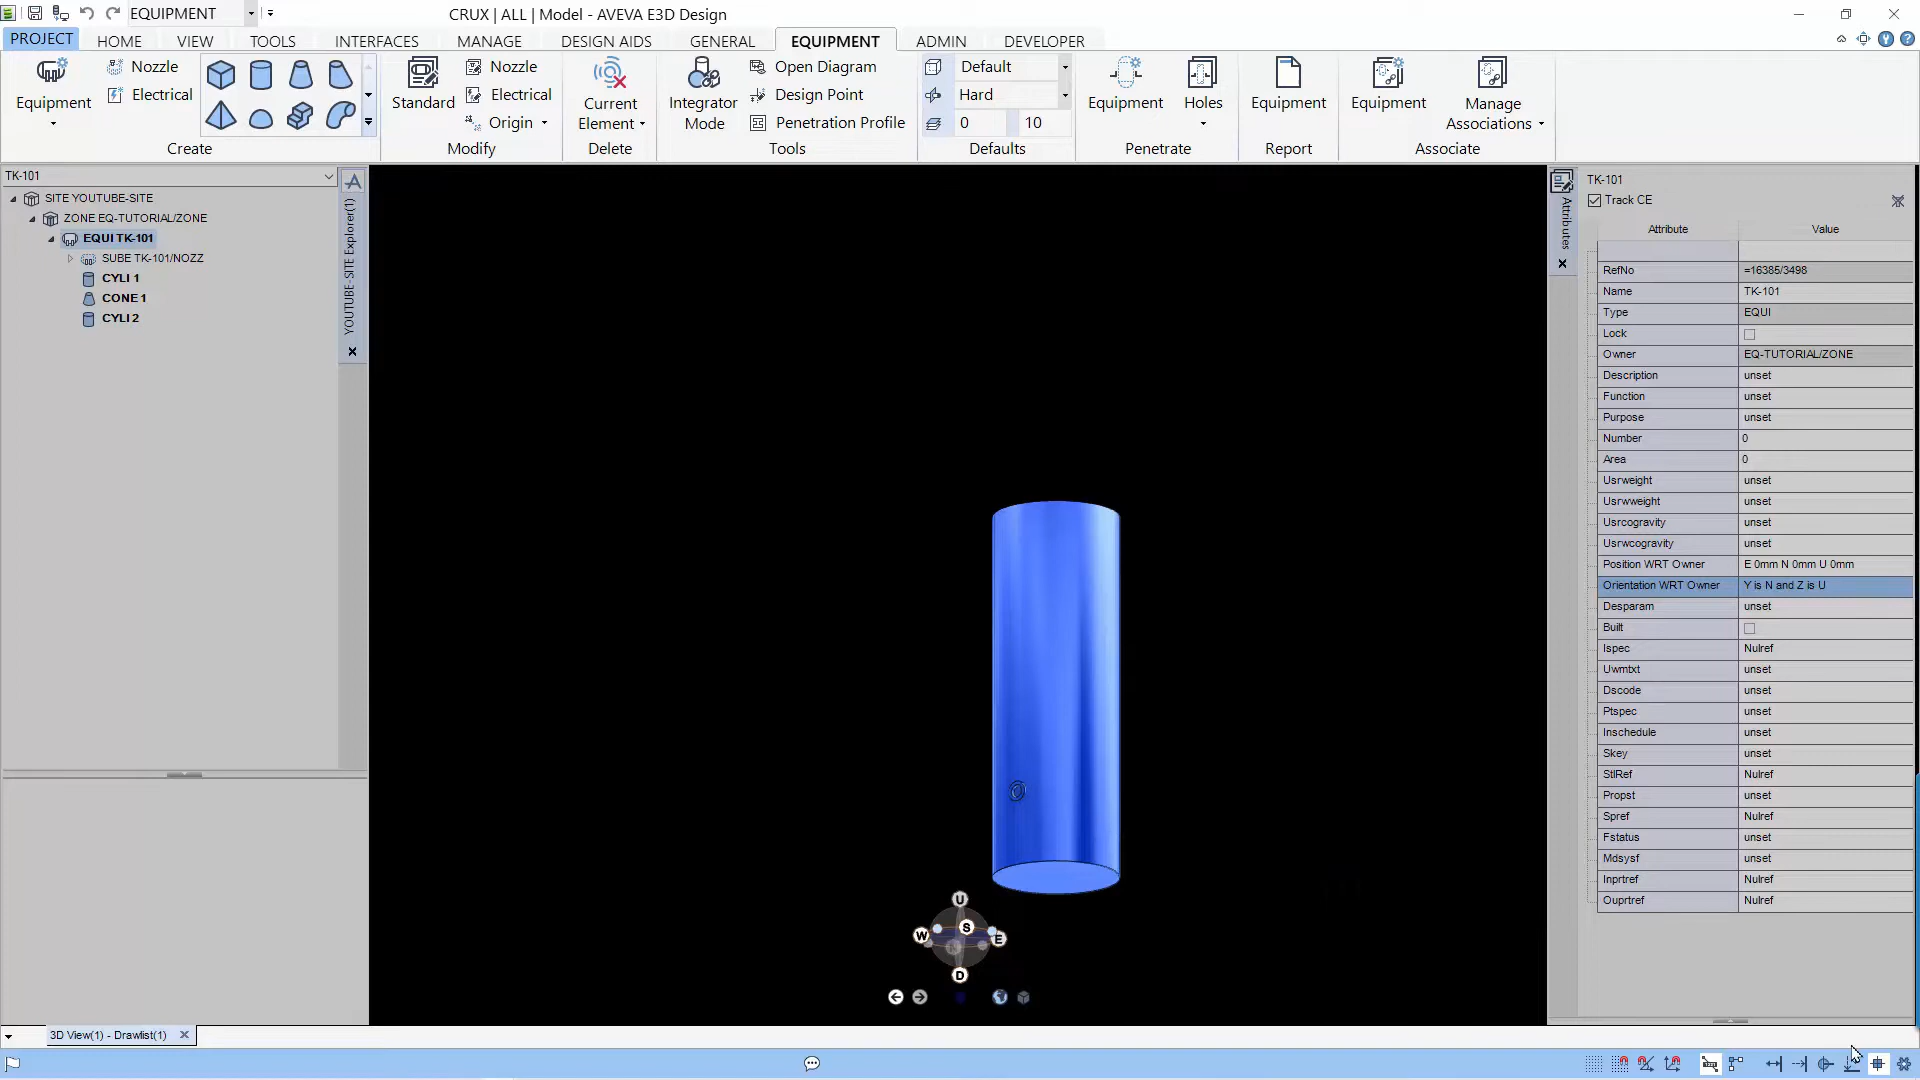 EQUIPMENT
CRUX | ALL | Model - AVEVA E3D Design
PROJECT
HOME
VIEW
TOOLS
INTERFACES
MANAGE
DESIGN AIDS
GENERAL
EQUIPMENT
ADMIN
DEVELOPER
Equipment
Nozzle
Electrical
Create
Standard
Nozzle
Electrical
Origin
Modify
Current
Element
Delete
Integrator
Mode
Open Diagram
Design Point
Penetration Profile
Tools
Default
Hard
0 10
Defaults
Equipment
Holes
Penetrate
Equipment
Report
Equipment
Manage
Associations
Associate
TK-101
SITE YOUTUBE-SITE
ZONE EQ-TUTORIAL/ZONE
EQUI TK-101
SUBE TK-101/NOZZ
CYLI 1
CONE 1
CYLI 2
YOUTUBE-SITE Explorer(1)
U
W
S
E
D
Attributes
TK-101
Track CE
Attribute Value
RefNo =16385/3498
Name TK-101
Type EQUI
Lock
Owner EQ-TUTORIAL/ZONE
Description unset
Function unset
Purpose unset
Number 0
Area 0
Usrweight unset
Usrwweight unset
Usrcogravity unset
Usrwcogravity unset
Position WRT Owner E 0mm N 0mm U 0mm
Orientation WRT Owner Y is N and Z is U
Desparam unset
Built
Ispec Nulref
Uwmtxt unset
Dscode unset
Ptspec unset
Inschedule unset
Skey unset
StlRef Nulref
Propst unset
Spref Nulref
Fstatus unset
Mdsysf unset
Inprtref Nulref
Ouprtref Nulref
3D View(1) - Drawlist(1)